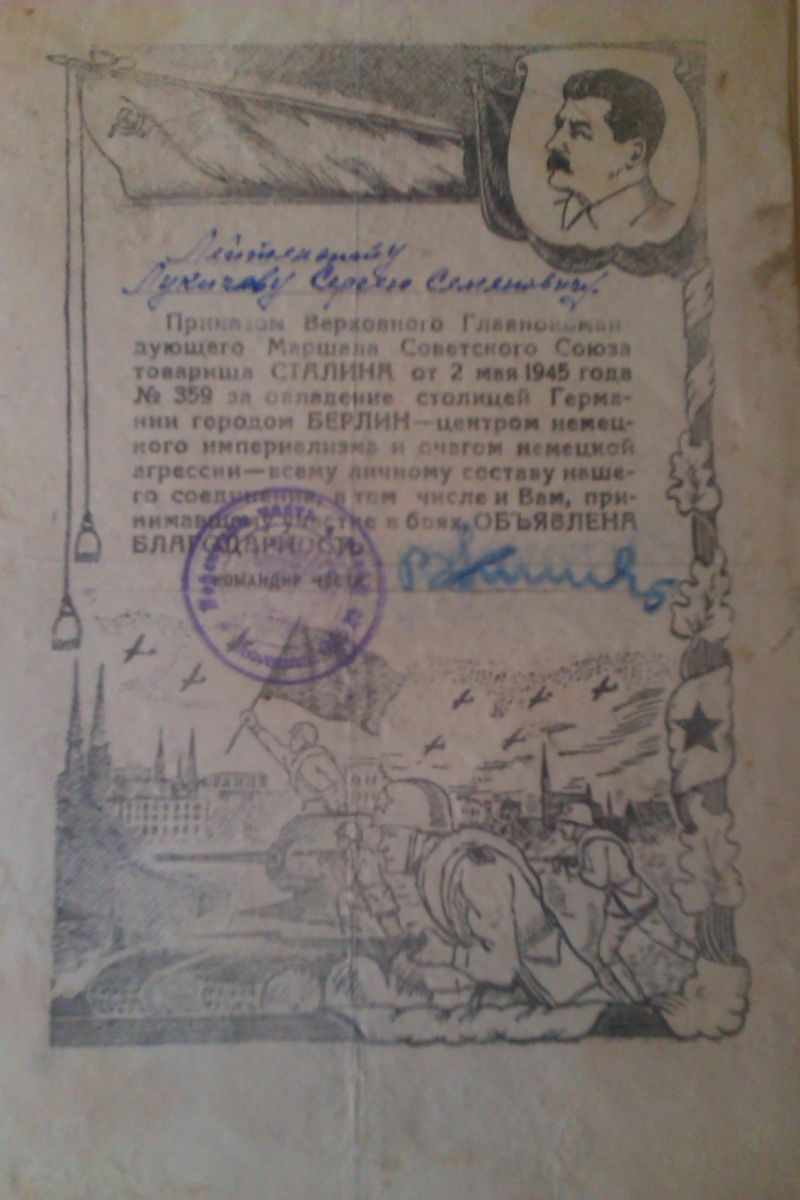 Лейтенанту
Лукичову Сергею Семеновичу.
Приказом Верховного Главнокоман-
дующего Маршала Советского Союза
товарища СТАЛИНА от 2 мая 1945 года
№ 359 за овладение столицей Герма-
нии городом БЕРЛИН—центром немец-
кого империализма и очагом немецкой
агрессии—всему личному составу наше-
го соединения, в том числе и Вам, при-
нимавшему участие в боях, ОБЪЯВЛЕНА
БЛАГОДАРНОСТЬ.
КОМАНДИР ЧАСТИ